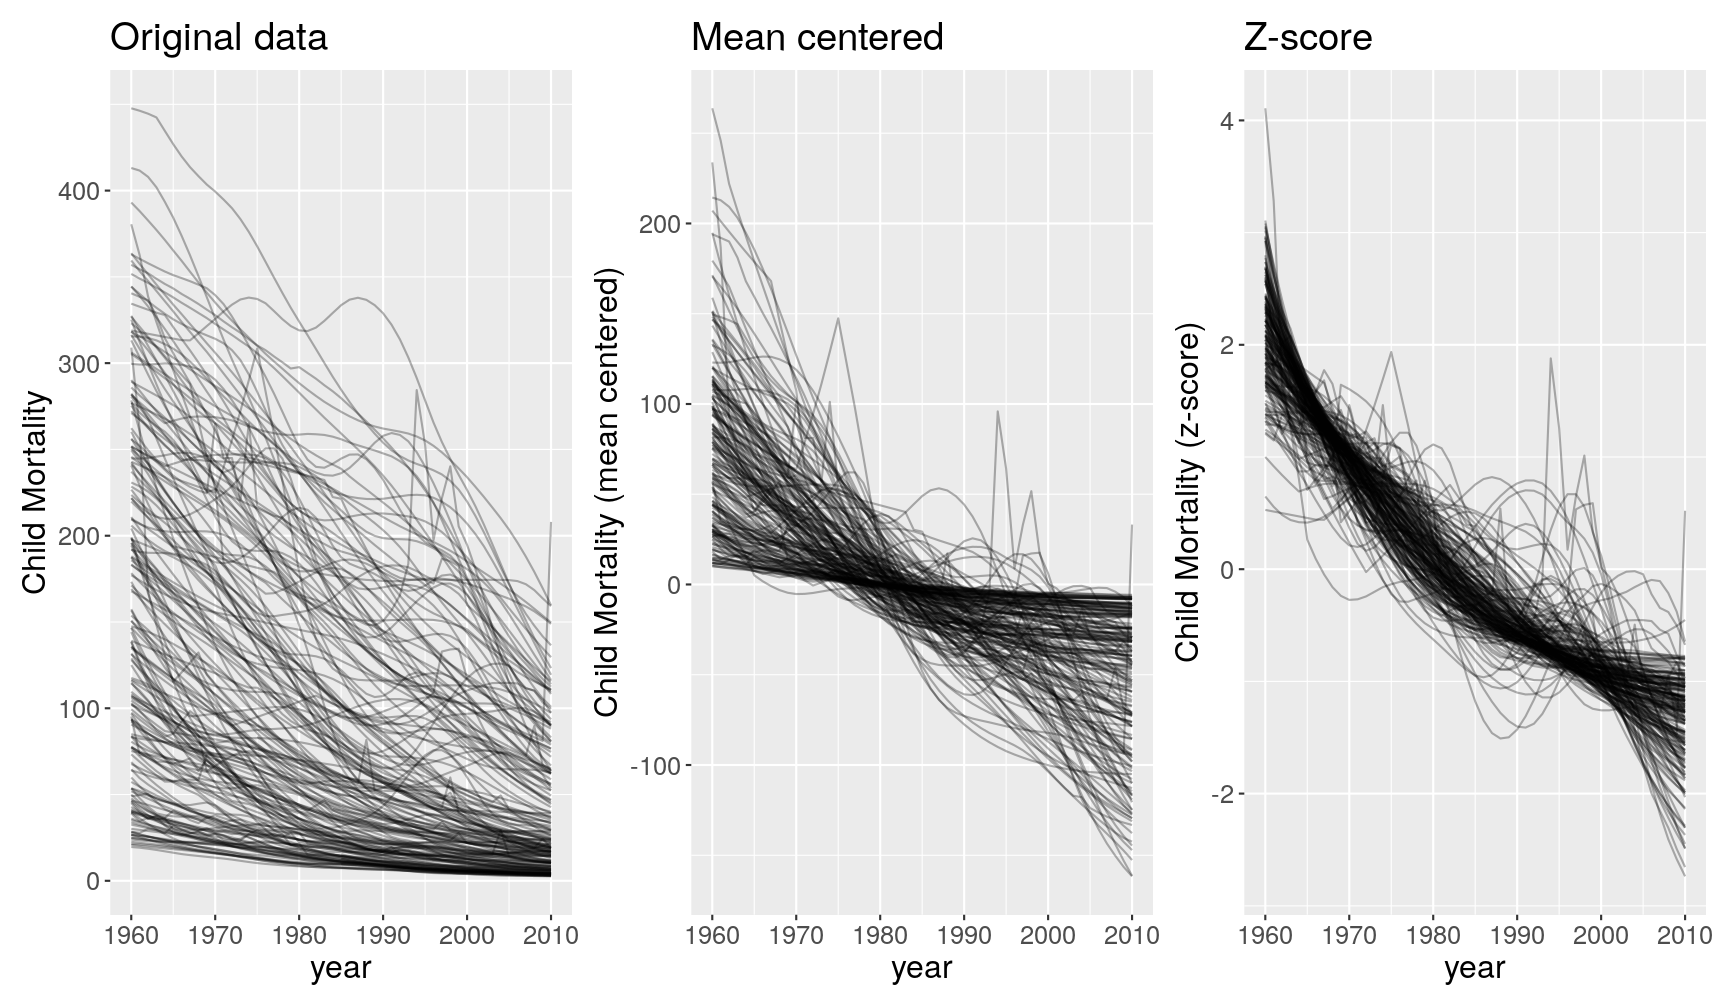 Original data
Mean centered
Z-score
Child Mortality
400
300
200
100
0
1960 1970 1980 1990 2000 2010
year
Child Mortality (mean centered)
200
100
0
-100
1960 1970 1980 1990 2000 2010
year
Child Mortality (z-score)
4
2
0
-2
1960 1970 1980 1990 2000 2010
year